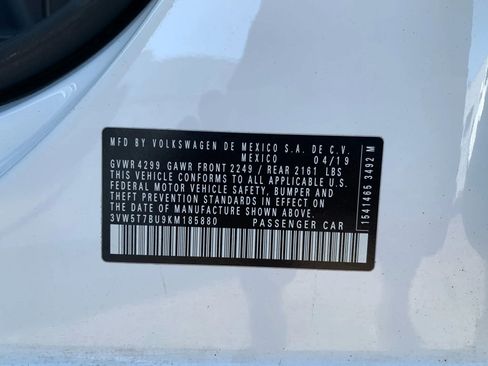 MFD BY VOLKSWAGEN DE MEXICO S.A. DE C.V.
MEXICO 04/19
GVWR 4299 GAWR FRONT 2249 / REAR 2161 LBS
THIS VEHICLE CONFORMS TO ALL APPLICABLE U.S.
FEDERAL MOTOR VEHICLE SAFETY, BUMPER AND
THEFT PREVENTION STANDARDS IN EFFECT ON THE
DATE OF MANUFACTURE SHOWN ABOVE.
3VW5T7BU9KM185880 PASSENGER CAR
1541465 3492 M